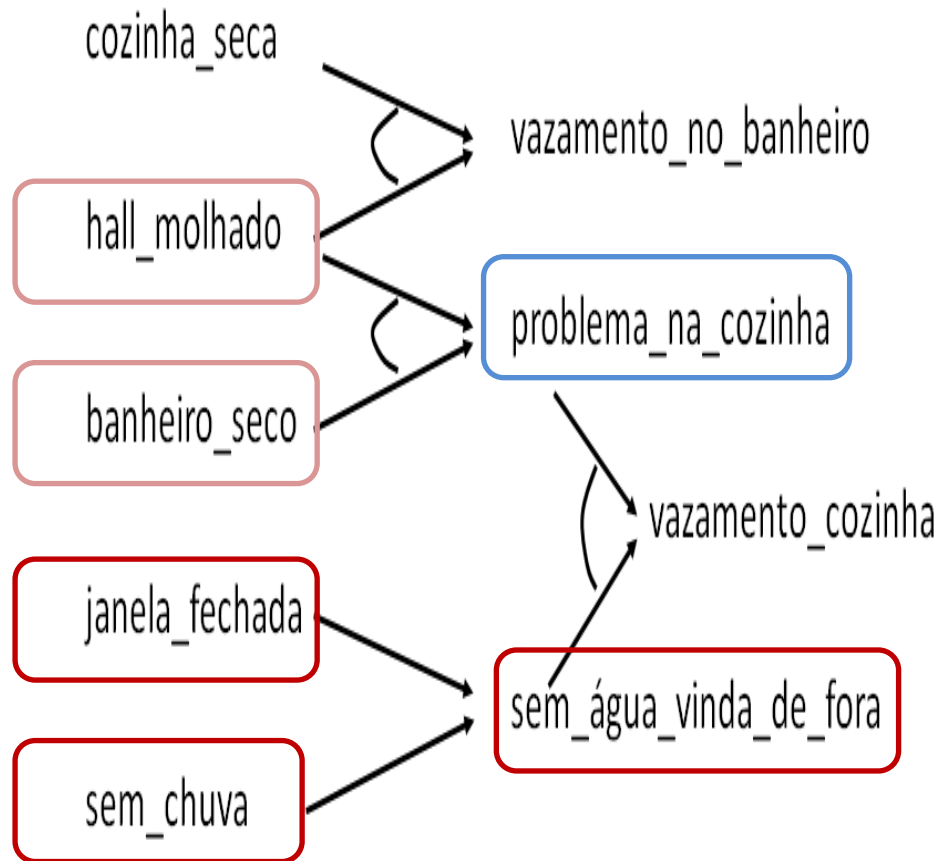 cozinha_seca
vazamento_no_banheiro
hall_molhado
problema_na_cozinha
banheiro_seco
vazamento_cozinha
janela_fechada
sem_água_vinda_de_fora
sem_chuva